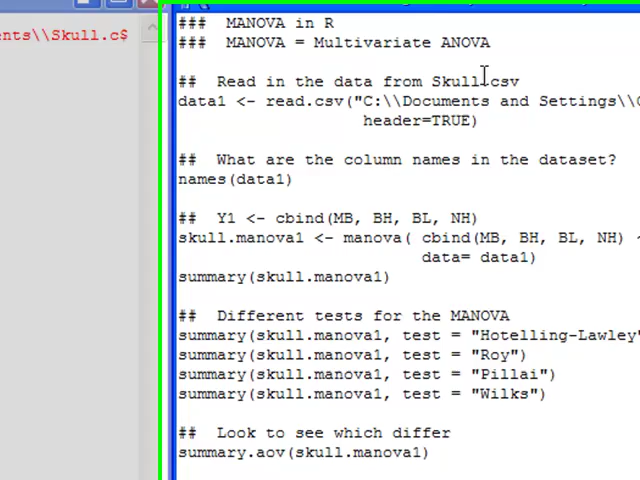 ents\\Skull.c$
### MANOVA in R
### MANOVA = Multivariate ANOVA
## Read in the data from Skull.csv
data1 <- read.csv("C:\\Documents and Settings\\
header=TRUE)
## What are the column names in the dataset?
names(data1)
## Y1 <- cbind(MB, BH, BL, NH)
skull.manova1 <- manova( cbind(MB, BH, BL, NH) ~
data= data1)
summary(skull.manova1)
## Different tests for the MANOVA
summary(skull.manova1, test = "Hotelling-Lawley"
summary(skull.manova1, test = "Roy")
summary(skull.manova1, test = "Pillai")
summary(skull.manova1, test = "Wilks")
## Look to see which differ
summary.aov(skull.manova1)